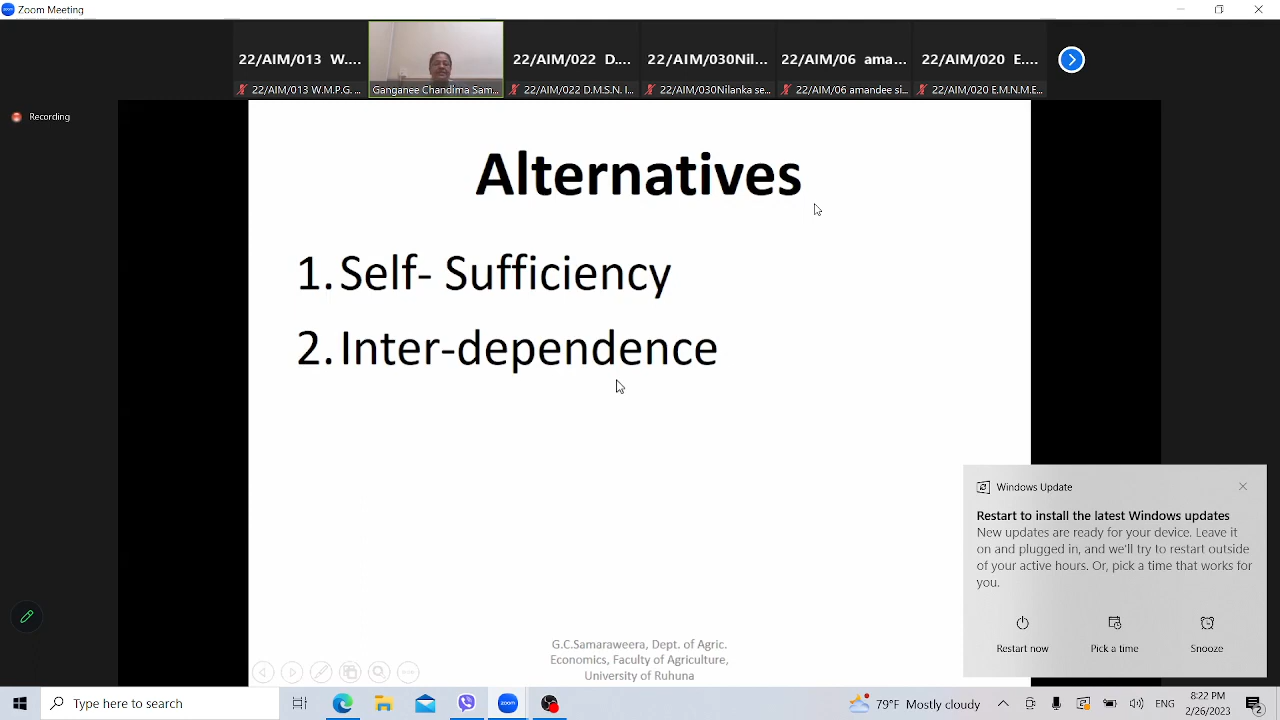 Zoom Meeting
22/AIM/013 W....
22/AIM/022 D....
22/AIM/030Nil...
22/AIM/06 ama...
22/AIM/020 E....
22/AIM/013 W.M.P.G. ...
Ganganee Chandima Sam...
22/AIM/022 D.M.S.N. I...
22/AIM/030Nilanka se...
22/AIM/06 amandee si...
22/AIM/020 E.M.N.M.E...
Recording
Alternatives
1. Self- Sufficiency
2. Inter-dependence
G.C.Samaraweera, Dept. of Agric.
Economics, Faculty of Agriculture,
University of Ruhuna
Windows Update
Restart to install the latest Windows updates
New updates are ready for your device. Leave it
on and plugged in, and we'll try to restart outside
of your active hours. Or, pick a time that works for
you.
Restart now
Pick a time
Snooze
Type here to search
79°F Mostly cloudy
8:22 PM
2/26/2023
2